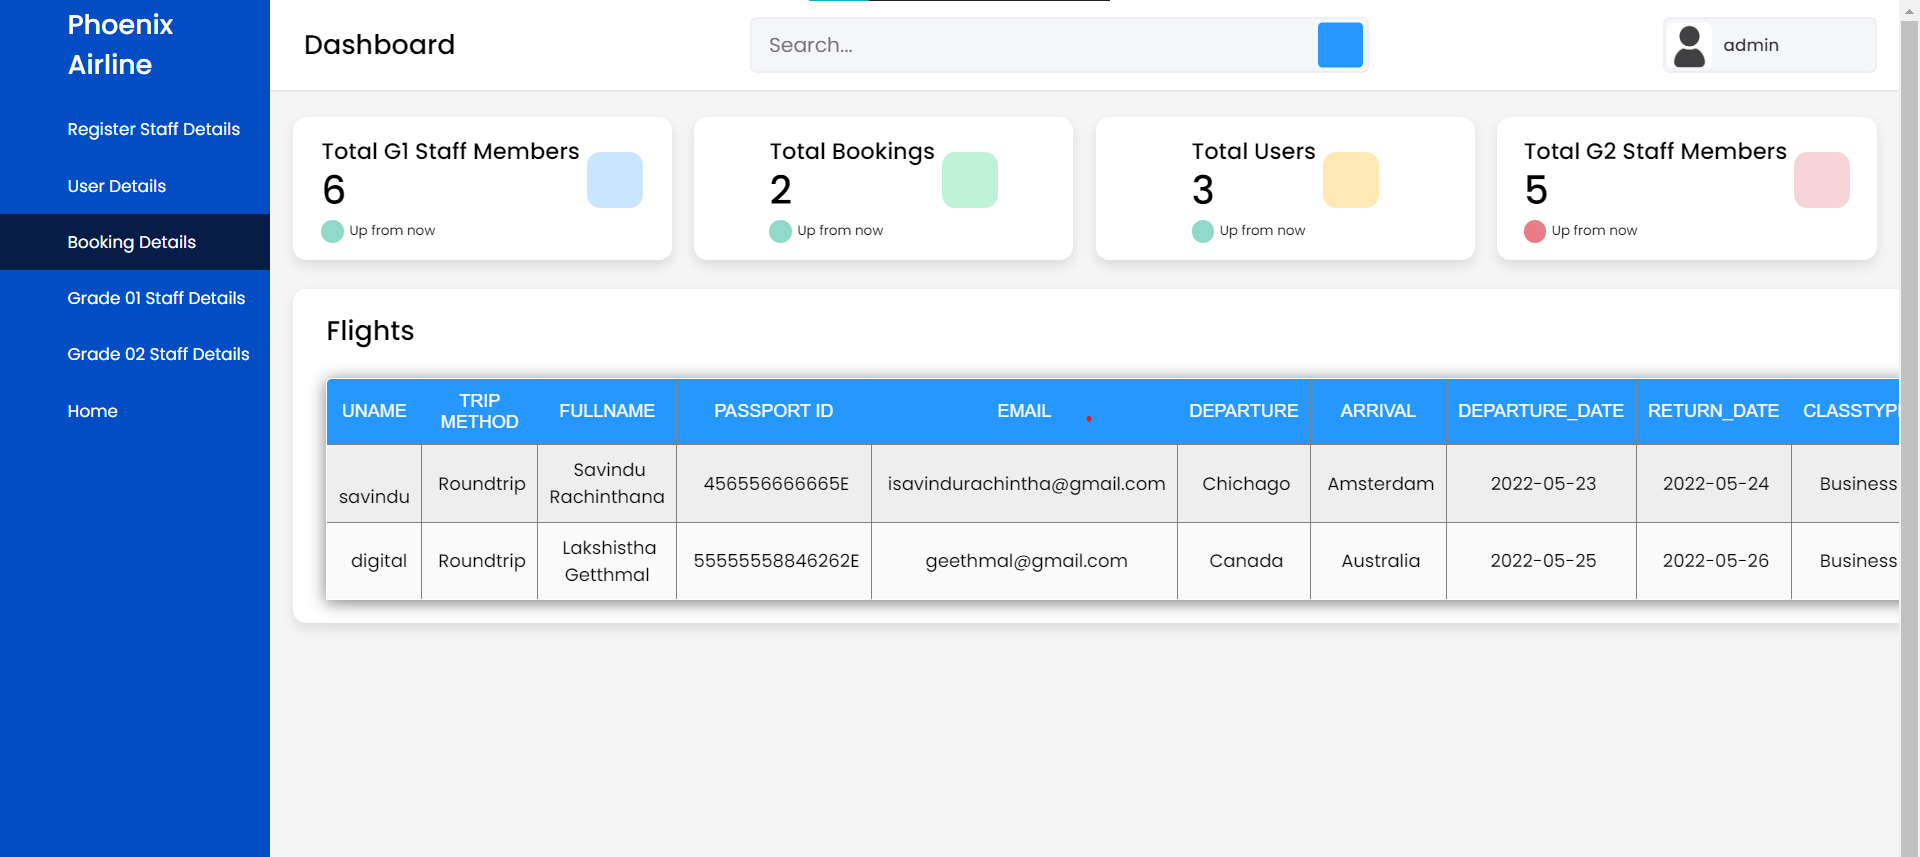 Phoenix
Airline
Register Staff Details
User Details
Booking Details
Grade 01 Staff Details
Grade 02 Staff Details
Home
Dashboard
Search...
admin
Total G1 Staff Members
6
Up from now
Total Bookings
2
Up from now
Total Users
3
Up from now
Total G2 Staff Members
5
Up from now
Flights
UNAME TRIP METHOD FULLNAME PASSPORT ID EMAIL DEPARTURE ARRIVAL DEPARTURE_DATE RETURN_DATE CLASSTYP
savindu Roundtrip Savindu Rachinthana 456556666665E isavindurachintha@gmail.com Chichago Amsterdam 2022-05-23 2022-05-24 Business
digital Roundtrip Lakshistha Getthmal 55555558846262E geethmal@gmail.com Canada Australia 2022-05-25 2022-05-26 Business